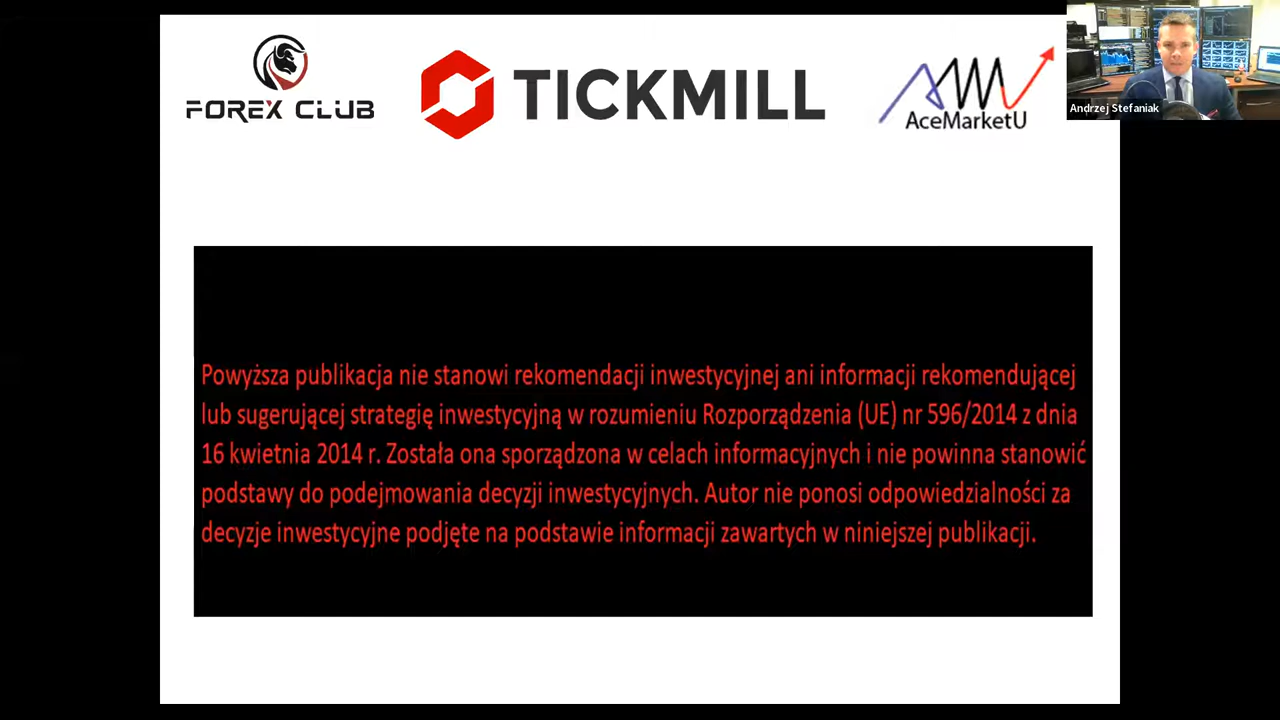 FOREX CLUB
TICKMILL
AceMarketU
Andrzej Stefaniak
Powyższa publikacja nie stanowi rekomendacji inwestycyjnej ani informacji rekomendującej
lub sugerującej strategię inwestycyjną w rozumieniu Rozporządzenia (UE) nr 596/2014 z dnia
16 kwietnia 2014 r. Została ona sporządzona w celach informacyjnych i nie powinna stanowić
podstawy do podejmowania decyzji inwestycyjnych. Autor nie ponosi odpowiedzialności za
decyzje inwestycyjne podjęte na podstawie informacji zawartych w niniejszej publikacji.